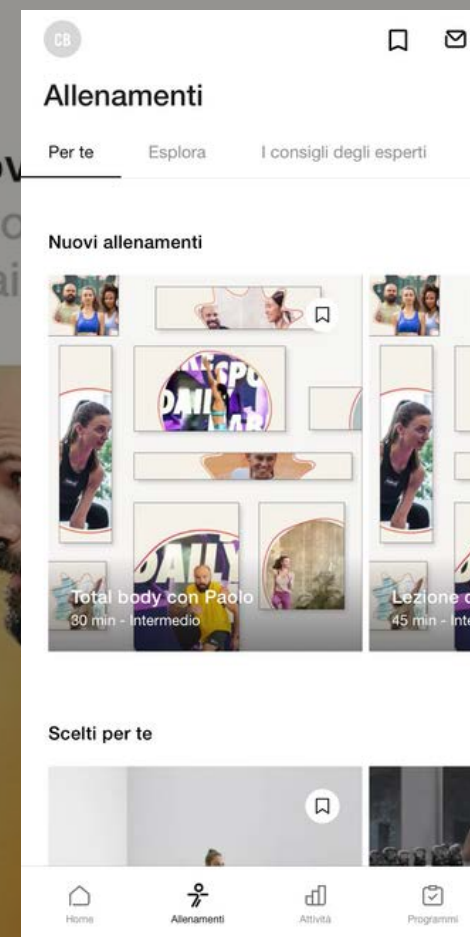 CB
Allenamenti
Per te
Esplora
I consigli degli esperti
Nuovi allenamenti
DAILY
DAILY
Total body con Paolo
30 min - Intermedio
Lezione
45 min -
Scelti per te
Home
Allenamenti
Attività
Programmi